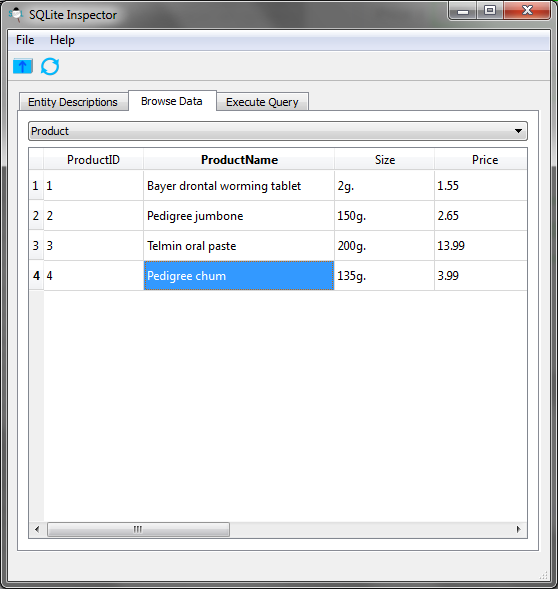 SQLite Inspector
File Help
Entity Descriptions Browse Data Execute Query
Product
ProductID ProductName Size Price
1 1 Bayer drontal worming tablet 2g. 1.55
2 2 Pedigree jumbone 150g. 2.65
3 3 Telmin oral paste 200g. 13.99
4 4 Pedigree chum 135g. 3.99